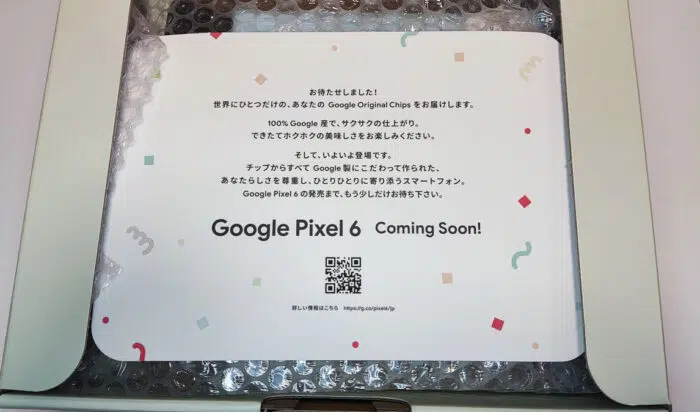 お待たせしました!
世界にひとつだけの、あなたの Google Original Chips をお届けします。
100% Google 産で、サクサクの仕上がり。
できたてホクホクの美味しさをお楽しみください。
そして、いよいよ登場です。
チップからすべて Google 製にこだわって作られた、
あなたらしさを尊重し、ひとりひとりに寄り添うスマートフォン。
Google Pixel 6 の発売まで、もう少しだけお待ち下さい。
Google Pixel 6 Coming Soon!
詳しい情報はこちら https://g.co/pixel6/jp